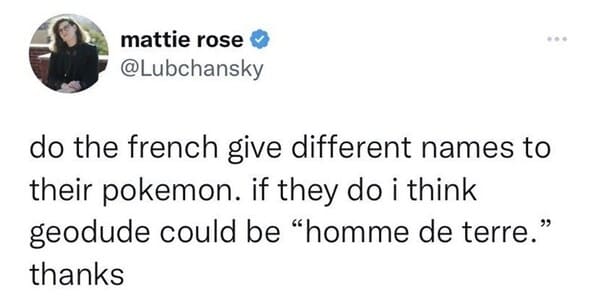 mattie rose
@Lubchansky
do the french give different names to
their pokemon. if they do i think
geodude could be “homme de terre.”
thanks